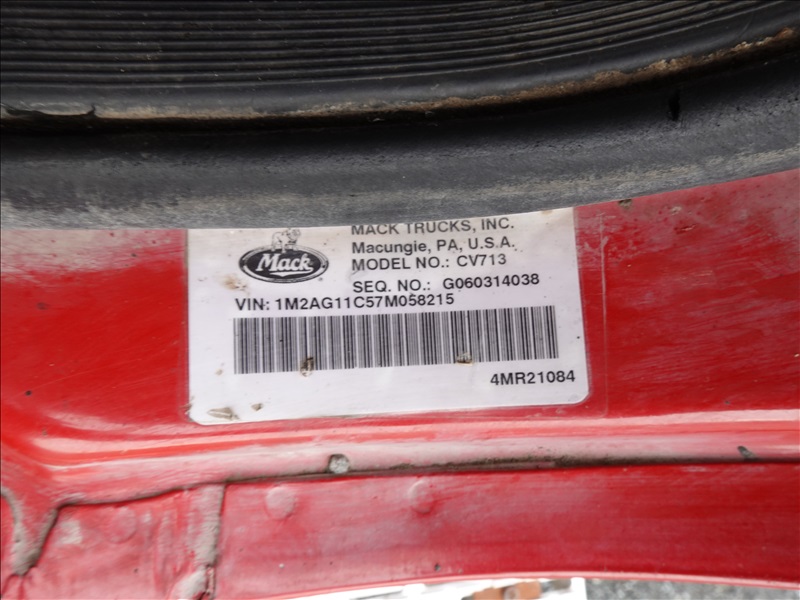 MACK TRUCKS, INC.
Macungie, PA, U.S.A.
Mack
MODEL NO.: CV713
SEQ. NO.: G060314038
VIN: 1M2AG11C57M058215
4MR21084